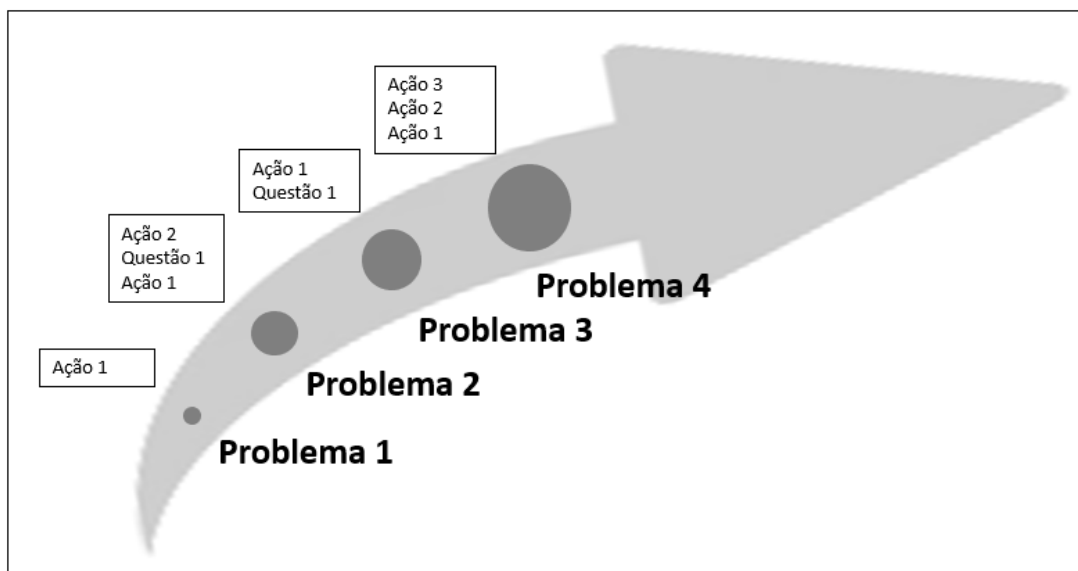 Ação 3
Ação 2
Ação 1
Ação 1
Questão 1
Ação 2
Questão 1
Ação 1
Problema 4
Problema 3
Ação 1
Problema 2
Problema 1